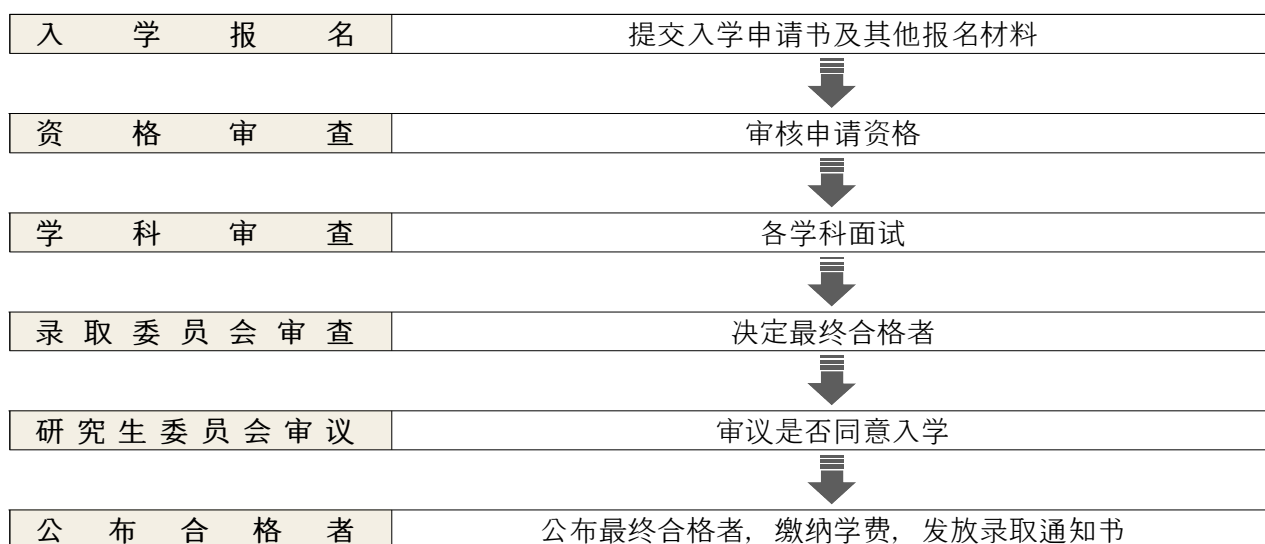 入学报名 提交入学申请书及其他报名材料
资格审查 审核申请资格
学科审查 各学科面试
录取委员会审查 决定最终合格者
研究生委员会审议 审议是否同意入学
公布合格者 公布最终合格者, 缴纳学费, 发放录取通知书